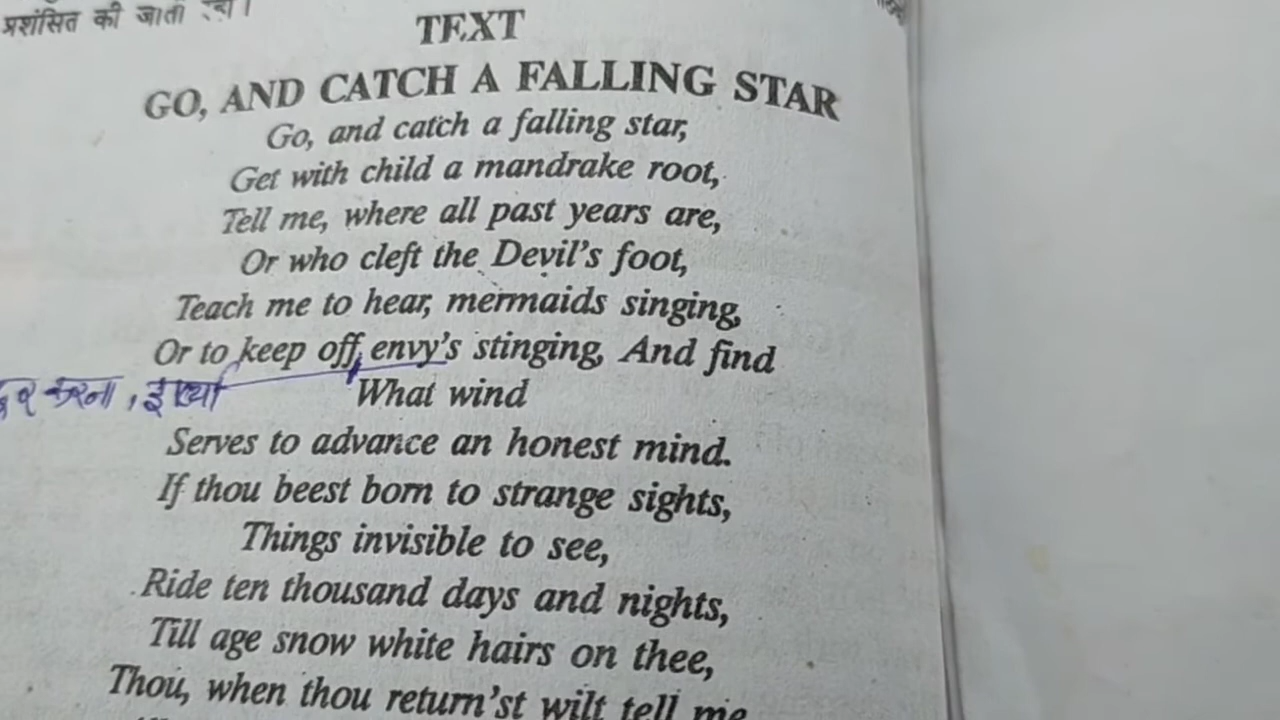 प्रशंसित की जाती रही।
TEXT
GO, AND CATCH A FALLING STAR
Go, and catch a falling star,
Get with child a mandrake root,
Tell me, where all past years are,
Or who cleft the Devil's foot,
Teach me to hear, mermaids singing,
Or to keep off, envy's stinging, And find
दूर करना, ईर्ष्या
What wind
Serves to advance an honest mind.
If thou beest born to strange sights,
Things invisible to see,
Ride ten thousand days and nights,
Till age snow white hairs on thee,
Thou, when thou return'st wilt tell me